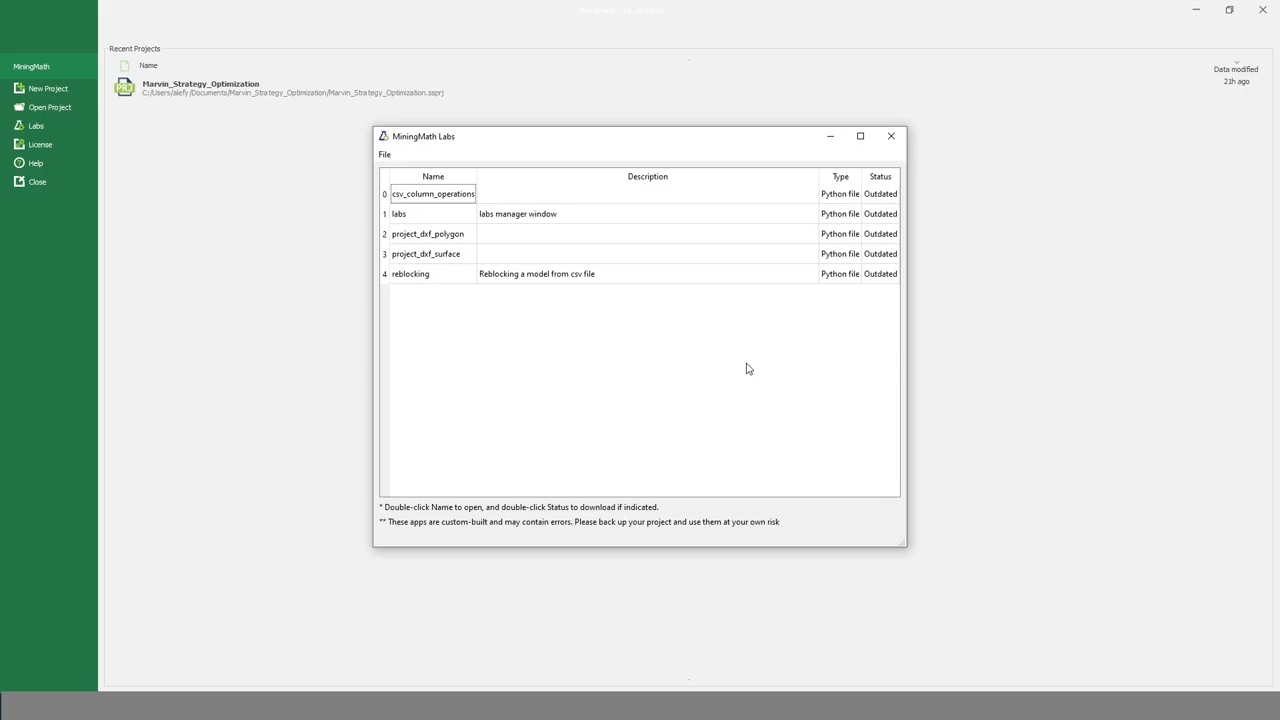 Recent Projects
MiningMath
Name
Data modified
Marvin_Strategy_Optimization
C:/Users/alefy/Documents/Marvin_Strategy_Optimization/Marvin_Strategy_Optimization.ssprj
21h ago
New Project
Open Project
Labs
License
Help
Close
MiningMath Labs
File
Name Description Type Status
0 csv_column_operations Python file Outdated
1 labs labs manager window Python file Outdated
2 project_dxf_polygon Python file Outdated
3 project_dxf_surface Python file Outdated
4 reblocking Reblocking a model from csv file Python file Outdated
* Double-click Name to open, and double-click Status to download if indicated.
** These apps are custom-built and may contain errors. Please back up your project and use them at your own risk